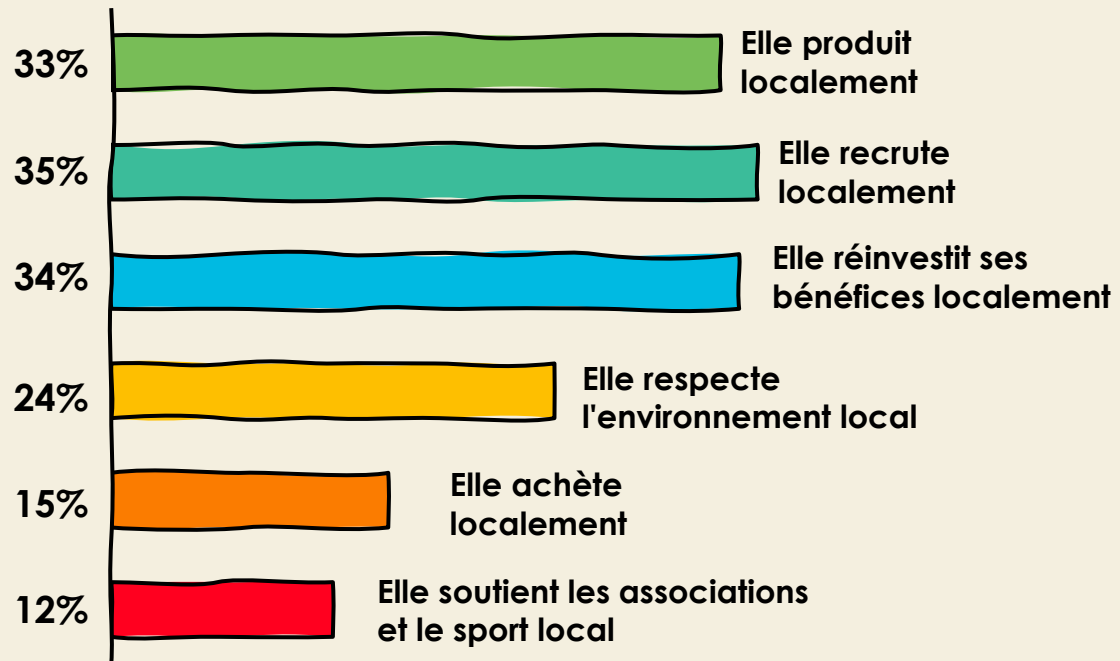 33%
Elle produit
localement
35%
Elle recrute
localement
34%
Elle réinvestit ses
bénéfices localement
24%
Elle respecte
l'environnement local
15%
Elle achète
localement
12%
Elle soutient les associations
et le sport local